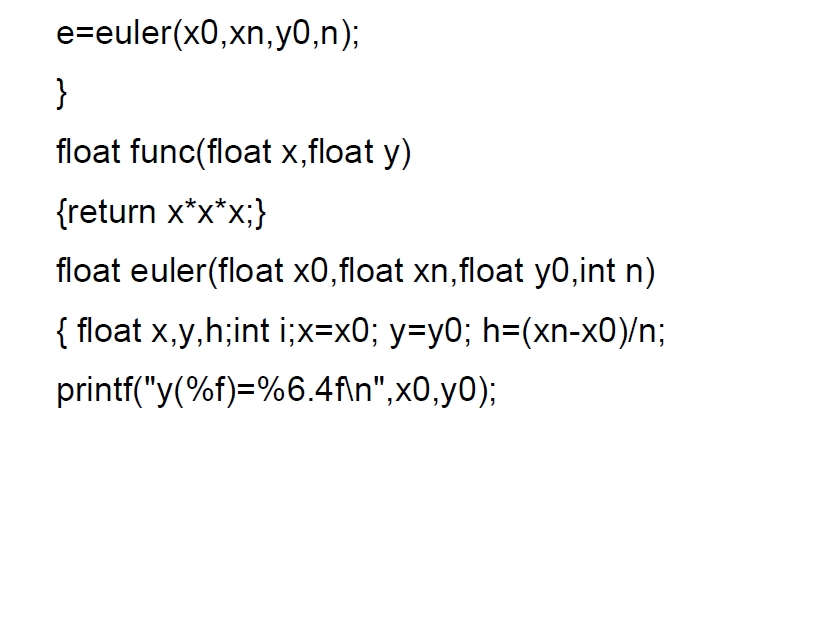 e=euler(x0,xn,y0,n);
}
float func(float x,float y)
{return x*x*x;}
float euler(float x0,float xn,float y0,int n)
{ float x,y,h;int i;x=x0; y=y0; h=(xn-x0)/n;
printf("y(%f)=%6.4f\n",x0,y0);